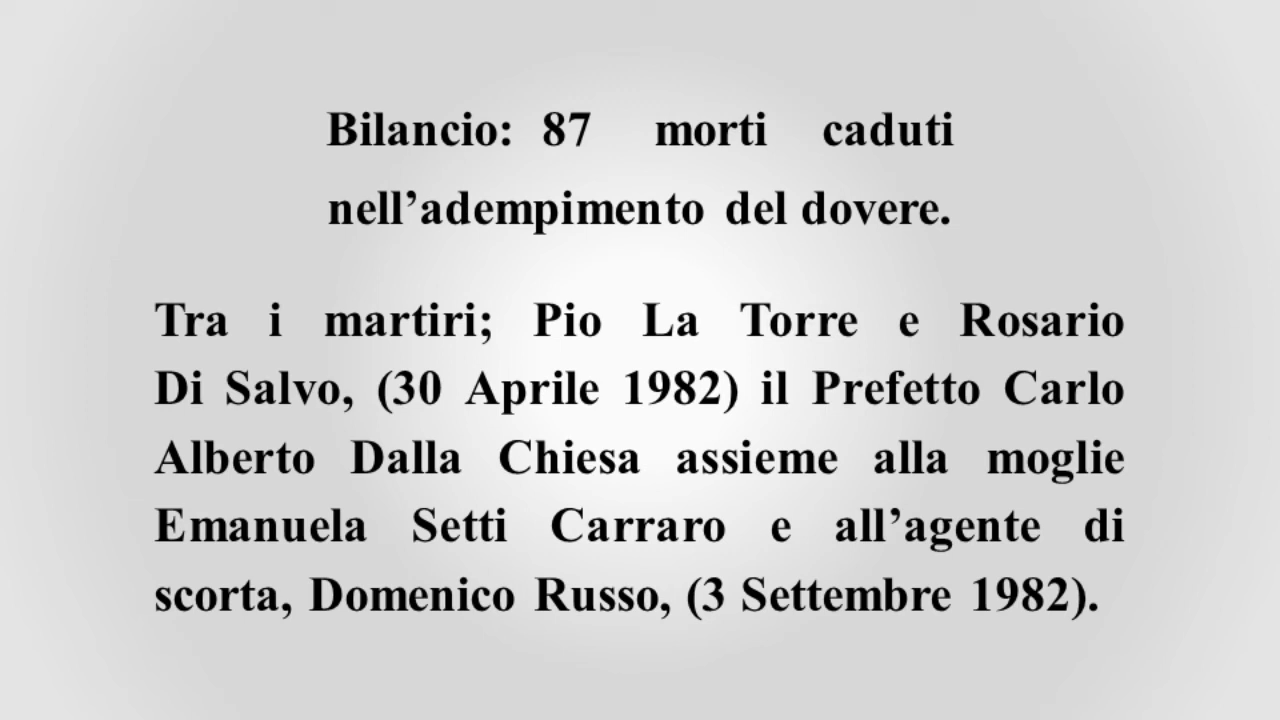 Bilancio: 87 morti caduti
nell’adempimento del dovere.
Tra i martiri; Pio La Torre e Rosario
Di Salvo, (30 Aprile 1982) il Prefetto Carlo
Alberto Dalla Chiesa assieme alla moglie
Emanuela Setti Carraro e all’agente di
scorta, Domenico Russo, (3 Settembre 1982).